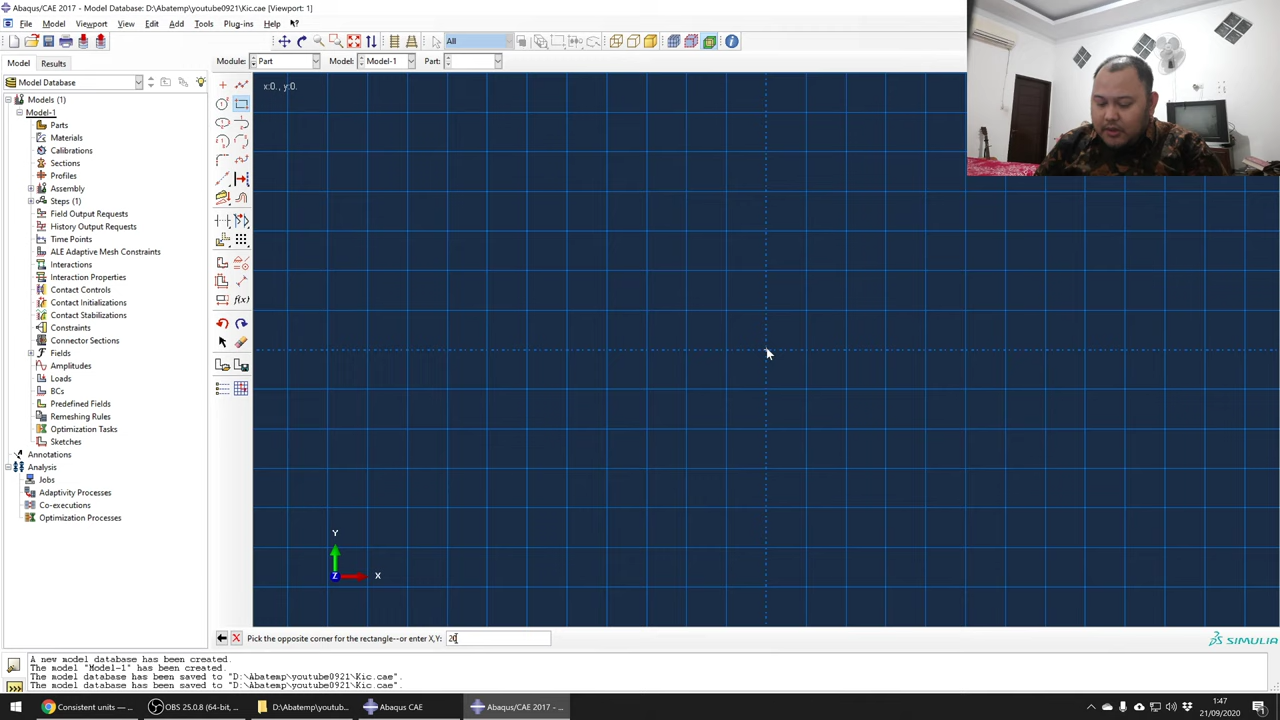 Abaqus/CAE 2017 - Model Database: D:\Abatemp\youtube0921\Kic.cae [Viewport: 1]
File Model Viewport View Edit Add Tools Plug-ins Help
All
Module: Part Model: Model-1 Part:
Model Results
Model Database
x:0. , y:0.
Models (1)
Model-1
Parts
Materials
Calibrations
Sections
Profiles
Assembly
Steps (1)
Field Output Requests
History Output Requests
Time Points
ALE Adaptive Mesh Constraints
Interactions
Interaction Properties
Contact Controls
Contact Initializations
Contact Stabilizations
Constraints
Connector Sections
Fields
Amplitudes
Loads
BCs
Predefined Fields
Remeshing Rules
Optimization Tasks
Sketches
Annotations
Analysis
Jobs
Adaptivity Processes
Co-executions
Optimization Processes
f(x)
Y
Z X
Pick the opposite corner for the rectangle--or enter X,Y: 20
SIMULIA
A new model database has been created.
The model "Model-1" has been created.
The model database has been saved to "D:\Abatemp\youtube0921\Kic.cae".
The model database has been saved to "D:\Abatemp\youtube0921\Kic.cae".
Consistent units — ... OBS 25.0.8 (64-bit, ... D:\Abatemp\youtub... Abaqus CAE Abaqus/CAE 2017 - ... 1:47
21/09/2020